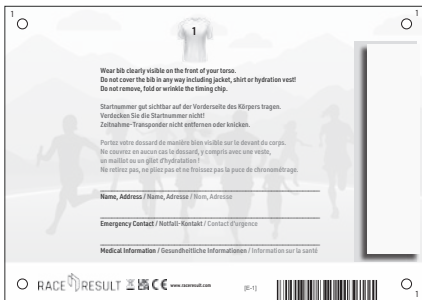 1
1
1
Wear bib clearly visible on the front of your torso.
Do not cover the bib in any way including jacket, shirt or hydration vest!
Do not remove, fold or wrinkle the timing chip.
Startnummer gut sichtbar auf der Vorderseite des Körpers tragen.
Verdecken Sie die Startnummer nicht!
Zeitnahme-Transponder nicht entfernen oder knicken.
Portez votre dossard de manière bien visible sur le devant du corps.
Ne couvrez en aucun cas le dossard, y compris avec une veste,
un maillot ou un gilet d'hydratation !
Ne retirez pas, ne pliez pas et ne froissez pas la puce de chronométrage.
Name, Address / Name, Adresse / Nom, Adresse
Emergency Contact / Notfall-Kontakt / Contact d'urgence
Medical Information / Gesundheitliche Informationen / Information sur la santé
RACE RESULT CE www.raceresult.com [E-1]
1